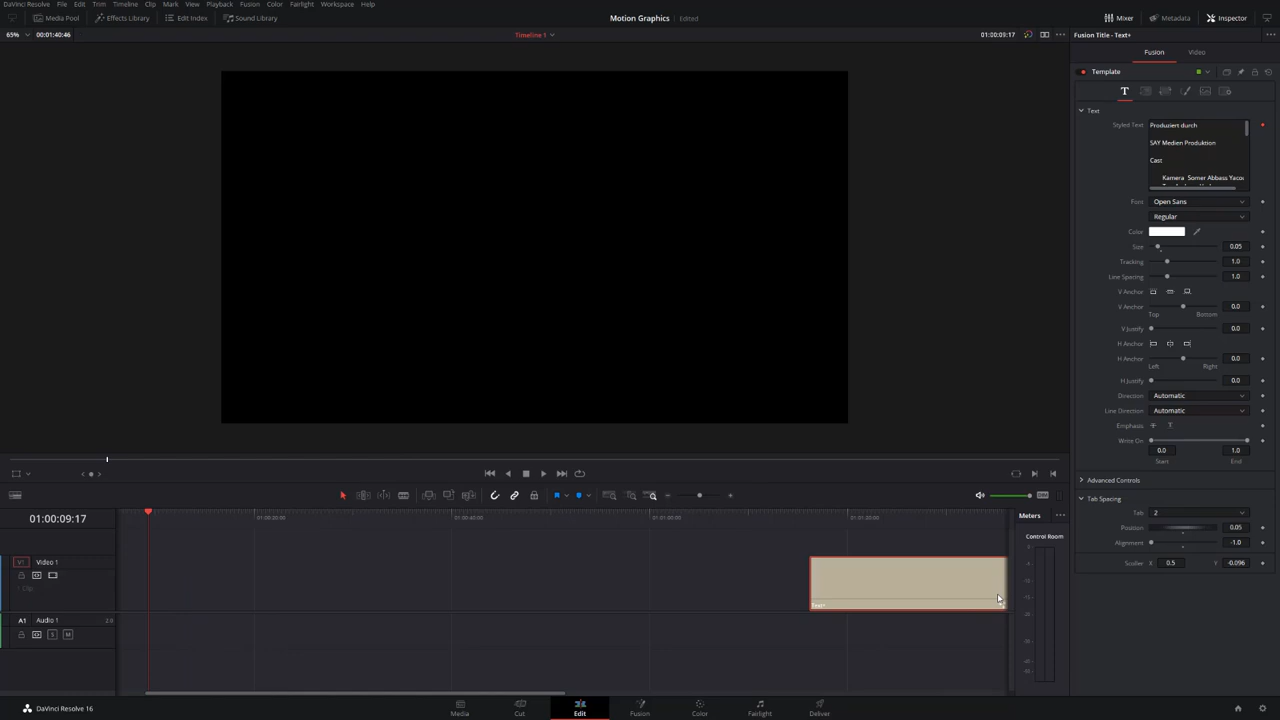 DaVinci Resolve File Edit Trim Timeline Clip Mark View Playback Fusion Color Fairlight Workspace Help
Media Pool Effects Library Edit Index Sound Library Motion Graphics Edited Mixer Metadata Inspector
65% 00:01:40:46 Timeline 1 01:00:09:17 Fusion Title - Text+
Fusion Video
Template
Text
Styled Text Produziert durch
SAY Medien Produktion
Cast
Kamera Somer Abbass Yacou
Font Open Sans
Regular
Color
Size 0.05
Tracking 1.0
Line Spacing 1.0
V Anchor
V Anchor 0.0
Top Bottom
V Justify 0.0
H Anchor
H Anchor 0.0
Left Right
H Justify 0.0
Direction Automatic
Line Direction Automatic
Emphasis
Write On
0.0 1.0
Start End
Advanced Controls
Tab Spacing
Tab 2
Position 0.05
Alignment -1.0
Scaller X 0.5 Y -0.096
01:00:09:17
Meters
Control Room
V1 Video 1
Text+
A1 Audio 1 2.0
S M
DaVinci Resolve 16 Media Cut Edit Fusion Color Fairlight Deliver